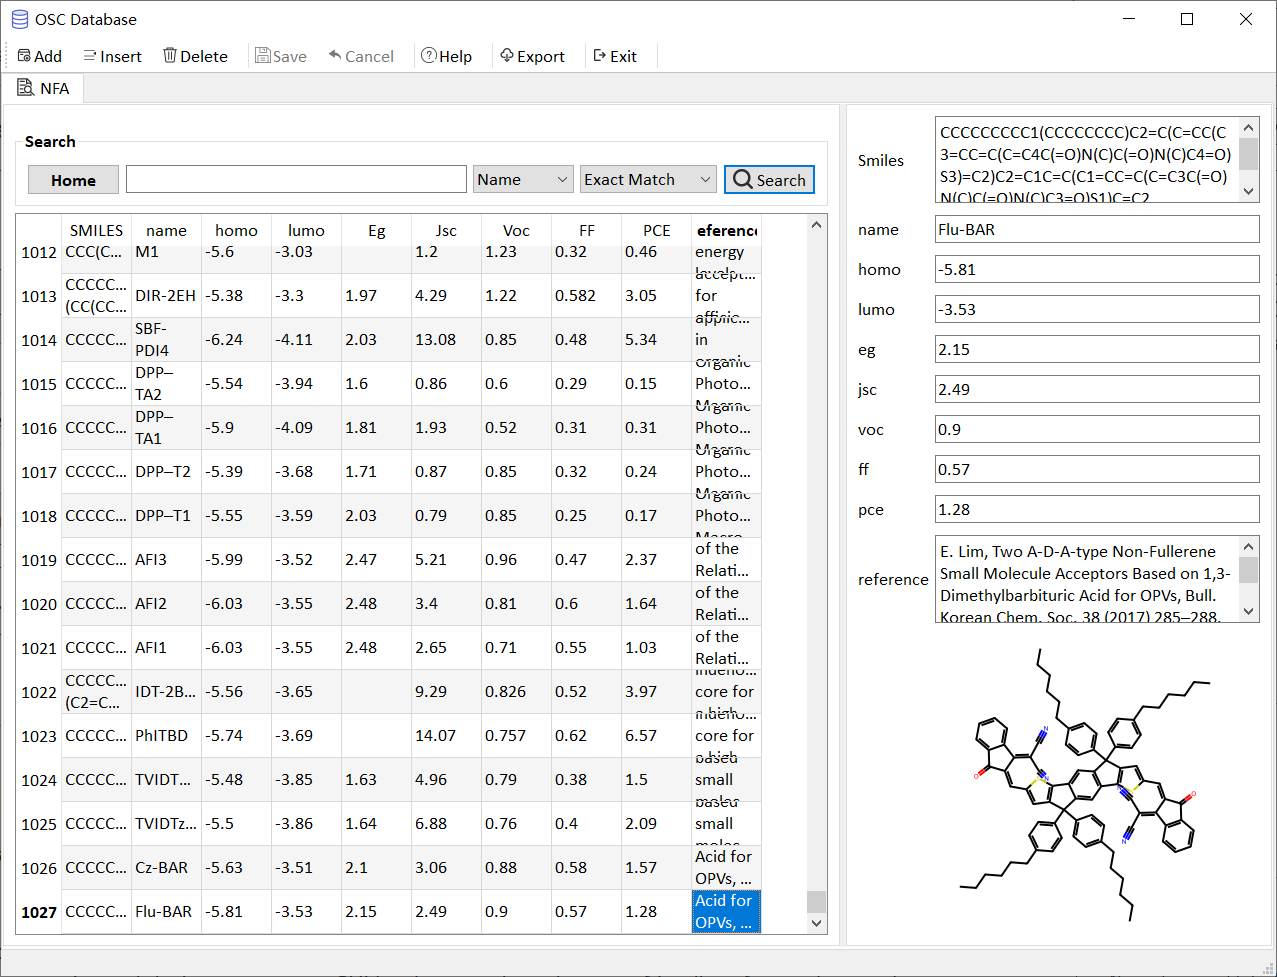 OSC Database
Add Insert Delete Save Cancel Help Export Exit
NFA
Search
Home Name Exact Match Search
SMILES name homo lumo Eg Jsc Voc FF PCE
1012 CCC(C... M1 -5.6 -3.03 1.2 1.23 0.32 0.46 energy
1013 CCCCC... (CC(CC... DIR-2EH -5.38 -3.3 1.97 4.29 1.22 0.582 3.05 accept... for
1014 CCCCC... SBF-PDI4 -6.24 -4.11 2.03 13.08 0.85 0.48 5.34 in
1015 CCCCC... DPP–TA2 -5.54 -3.94 1.6 0.86 0.6 0.29 0.15 Organic Photo...
1016 CCCCC... DPP–TA1 -5.9 -4.09 1.81 1.93 0.52 0.31 0.31 Organic Photo...
1017 CCCCC... DPP–T2 -5.39 -3.68 1.71 0.87 0.85 0.32 0.24 Organic Photo...
1018 CCCCC... DPP–T1 -5.55 -3.59 2.03 0.79 0.85 0.25 0.17 Organic Photo...
1019 CCCCC... AFI3 -5.99 -3.52 2.47 5.21 0.96 0.47 2.37 of the Relati...
1020 CCCCC... AFI2 -6.03 -3.55 2.48 3.4 0.81 0.6 1.64 of the Relati...
1021 CCCCC... AFI1 -6.03 -3.55 2.48 2.65 0.71 0.55 1.03 of the Relati...
1022 CCCCC... (C2=C... IDT-2B... -5.56 -3.65 9.29 0.826 0.52 3.97 core for
1023 CCCCC... PhITBD -5.74 -3.69 14.07 0.757 0.62 6.57 core for
1024 CCCCC... TVIDT... -5.48 -3.85 1.63 4.96 0.79 0.38 1.5 based small
1025 CCCCC... TVIDTz... -5.5 -3.86 1.64 6.88 0.76 0.4 2.09 based small
1026 CCCCC... Cz-BAR -5.63 -3.51 2.1 3.06 0.88 0.58 1.57 Acid for OPVs, ...
1027 CCCCC... Flu-BAR -5.81 -3.53 2.15 2.49 0.9 0.57 1.28 Acid for OPVs, ...
Smiles
CCCCCCCCC1(CCCCCCCC)C2=C(C=CC(C
3=CC=C(C=C4C(=O)N(C)C(=O)N(C)C4=O)
S3)=C2)C2=C1C=C(C1=CC=C(C=C3C(=O)
N(C)C(=O)N(C)C3=O)S1)C=C2
name Flu-BAR
homo -5.81
lumo -3.53
eg 2.15
jsc 2.49
voc 0.9
ff 0.57
pce 1.28
reference
E. Lim, Two A-D-A-type Non-Fullerene
Small Molecule Acceptors Based on 1,3-
Dimethylbarbituric Acid for OPVs, Bull.
Korean Chem. Soc. 38 (2017) 285–288.